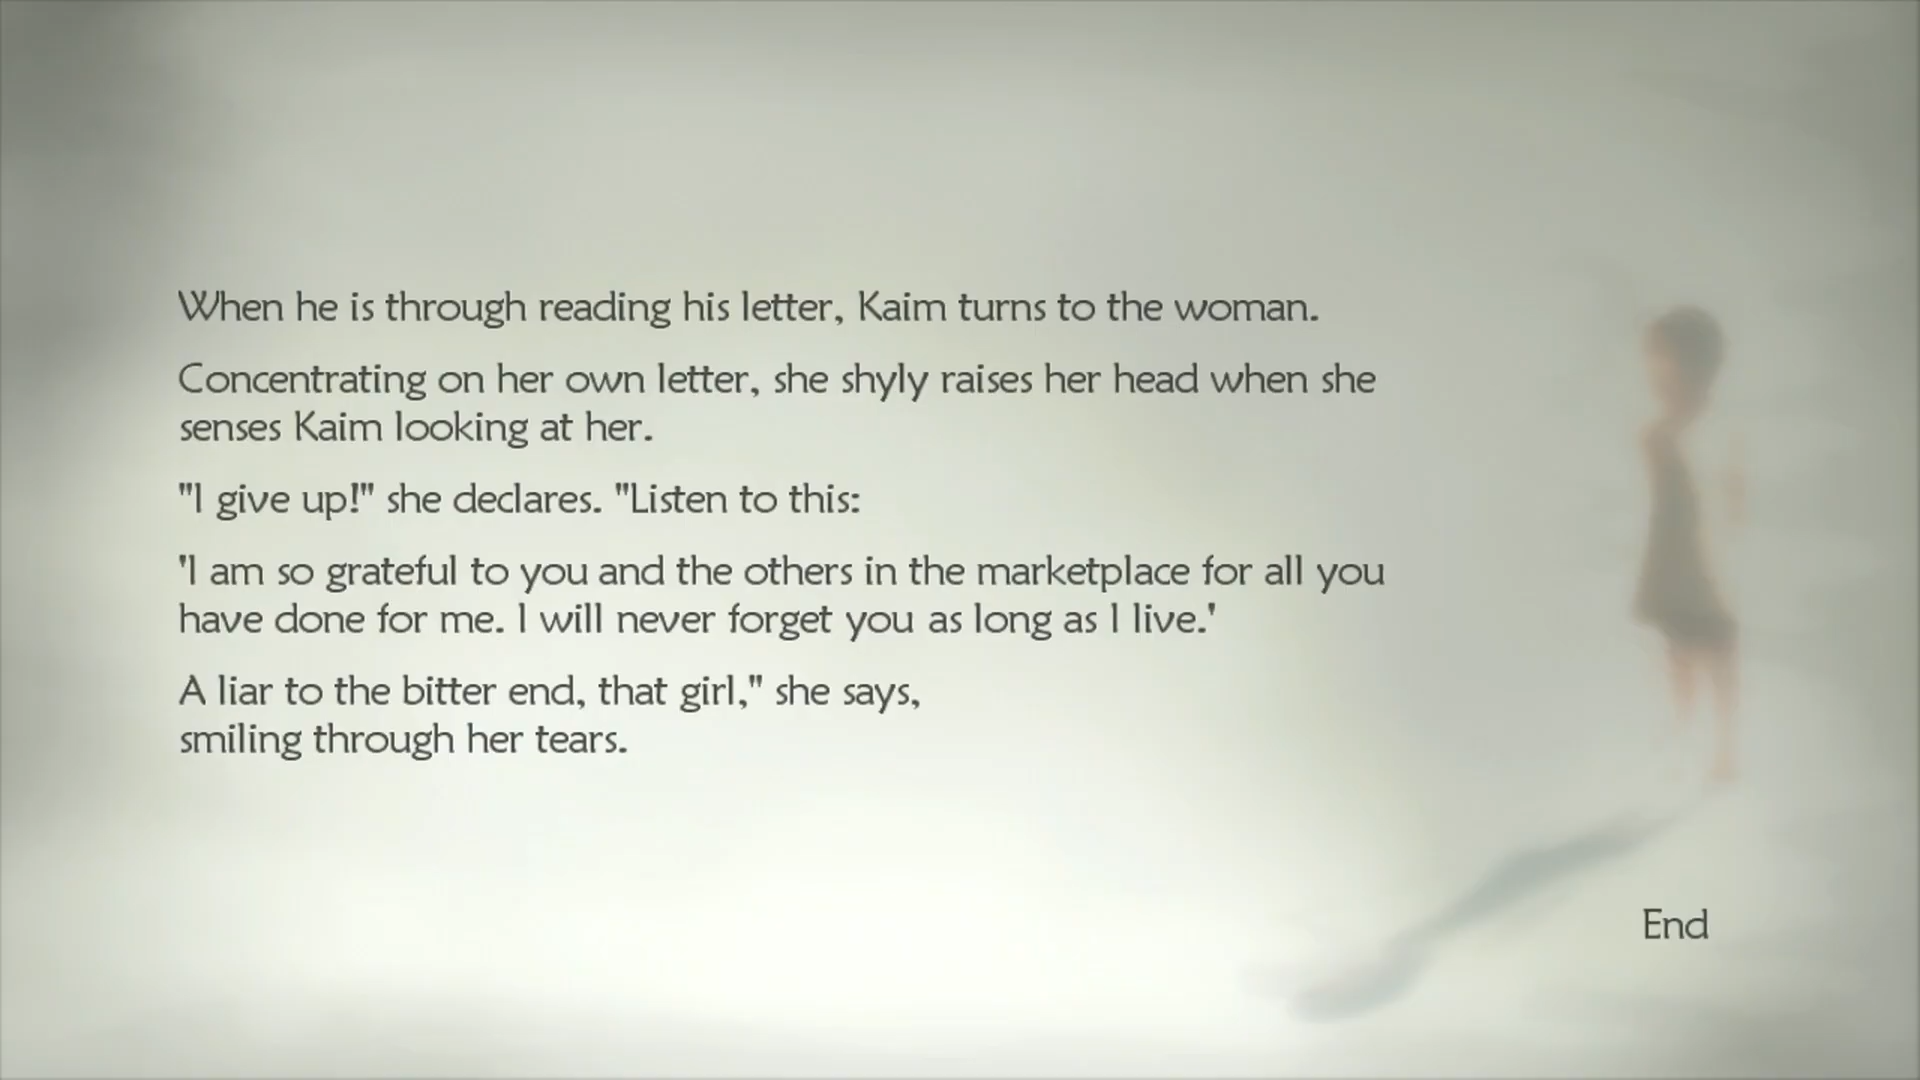 When he is through reading his letter, Kaim turns to the woman.
Concentrating on her own letter, she shyly raises her head when she
senses Kaim looking at her.
"I give up!" she declares. "Listen to this:
'I am so grateful to you and the others in the marketplace for all you
have done for me. I will never forget you as long as I live.'
A liar to the bitter end, that girl," she says,
smiling through her tears.
End